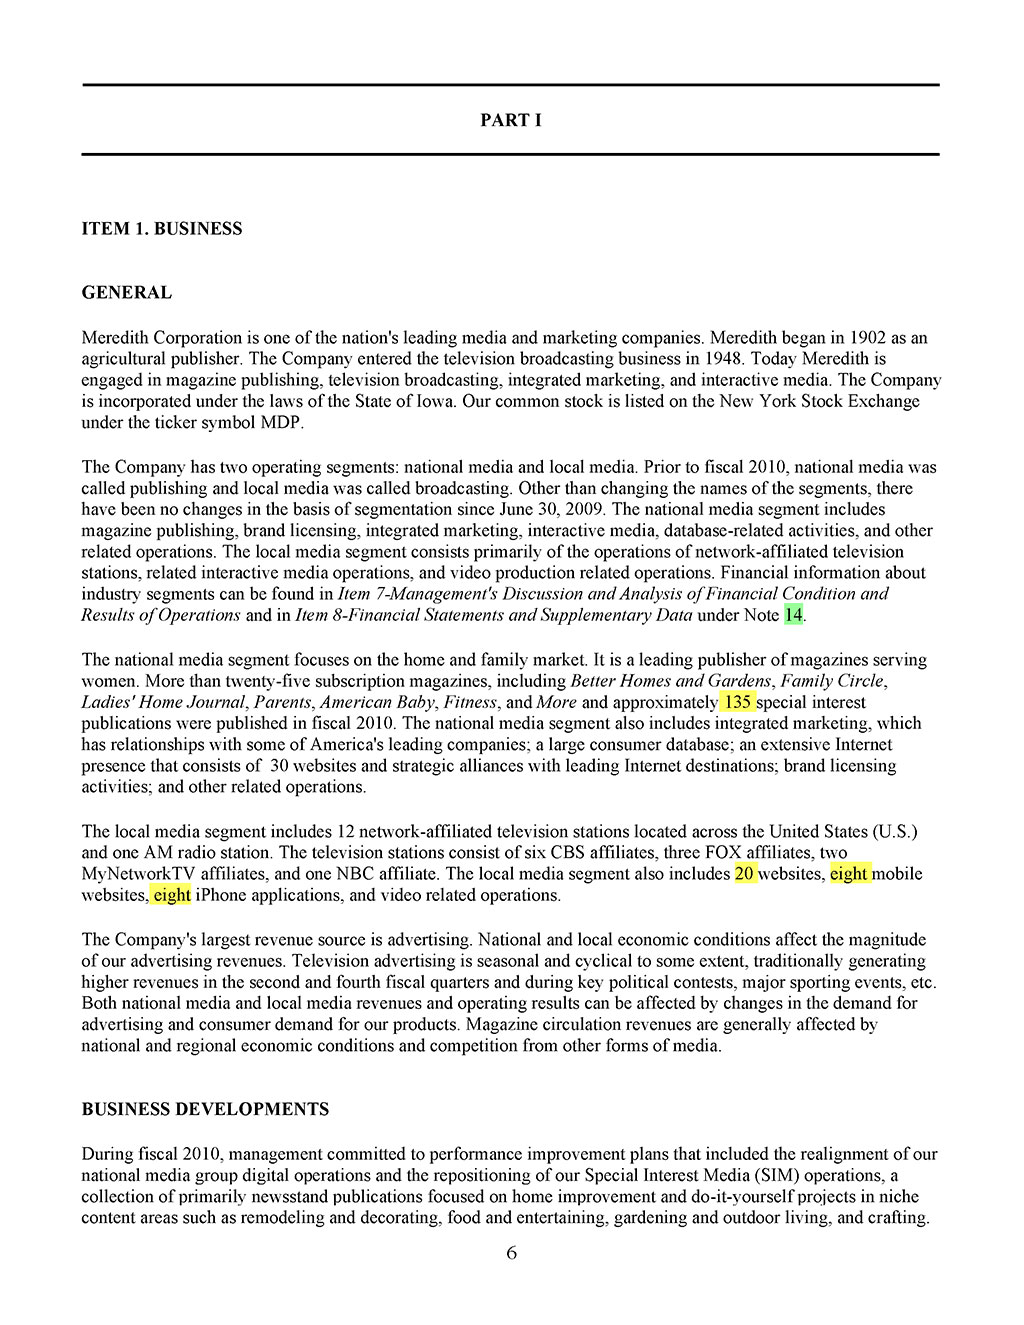 PART I
ITEM 1. BUSINESS
GENERAL
Meredith Corporation is one of the nation's leading media and marketing companies. Meredith began in 1902 as an
agricultural publisher. The Company entered the television broadcasting business in 1948. Today Meredith is
engaged in magazine publishing, television broadcasting, integrated marketing, and interactive media. The Company
is incorporated under the laws of the State of Iowa. Our common stock is listed on the New York Stock Exchange
under the ticker symbol MDP.
The Company has two operating segments: national media and local media. Prior to fiscal 2010, national media was
called publishing and local media was called broadcasting. Other than changing the names of the segments, there
have been no changes in the basis of segmentation since June 30, 2009. The national media segment includes
magazine publishing, brand licensing, integrated marketing, interactive media, database-related activities, and other
related operations. The local media segment consists primarily of the operations of network-affiliated television
stations, related interactive media operations, and video production related operations. Financial information about
industry segments can be found in Item 7-Management's Discussion and Analysis of Financial Condition and
Results of Operations and in Item 8-Financial Statements and Supplementary Data under Note 14.
The national media segment focuses on the home and family market. It is a leading publisher of magazines serving
women. More than twenty-five subscription magazines, including Better Homes and Gardens, Family Circle,
Ladies' Home Journal, Parents, American Baby, Fitness, and More and approximately 135 special interest
publications were published in fiscal 2010. The national media segment also includes integrated marketing, which
has relationships with some of America's leading companies; a large consumer database; an extensive Internet
presence that consists of 30 websites and strategic alliances with leading Internet destinations; brand licensing
activities; and other related operations.
The local media segment includes 12 network-affiliated television stations located across the United States (U.S.)
and one AM radio station. The television stations consist of six CBS affiliates, three FOX affiliates, two
MyNetworkTV affiliates, and one NBC affiliate. The local media segment also includes 20 websites, eight mobile
websites, eight iPhone applications, and video related operations.
The Company's largest revenue source is advertising. National and local economic conditions affect the magnitude
of our advertising revenues. Television advertising is seasonal and cyclical to some extent, traditionally generating
higher revenues in the second and fourth fiscal quarters and during key political contests, major sporting events, etc.
Both national media and local media revenues and operating results can be affected by changes in the demand for
advertising and consumer demand for our products. Magazine circulation revenues are generally affected by
national and regional economic conditions and competition from other forms of media.
BUSINESS DEVELOPMENTS
During fiscal 2010, management committed to performance improvement plans that included the realignment of our
national media group digital operations and the repositioning of our Special Interest Media (SIM) operations, a
collection of primarily newsstand publications focused on home improvement and do-it-yourself projects in niche
content areas such as remodeling and decorating, food and entertaining, gardening and outdoor living, and crafting.
6